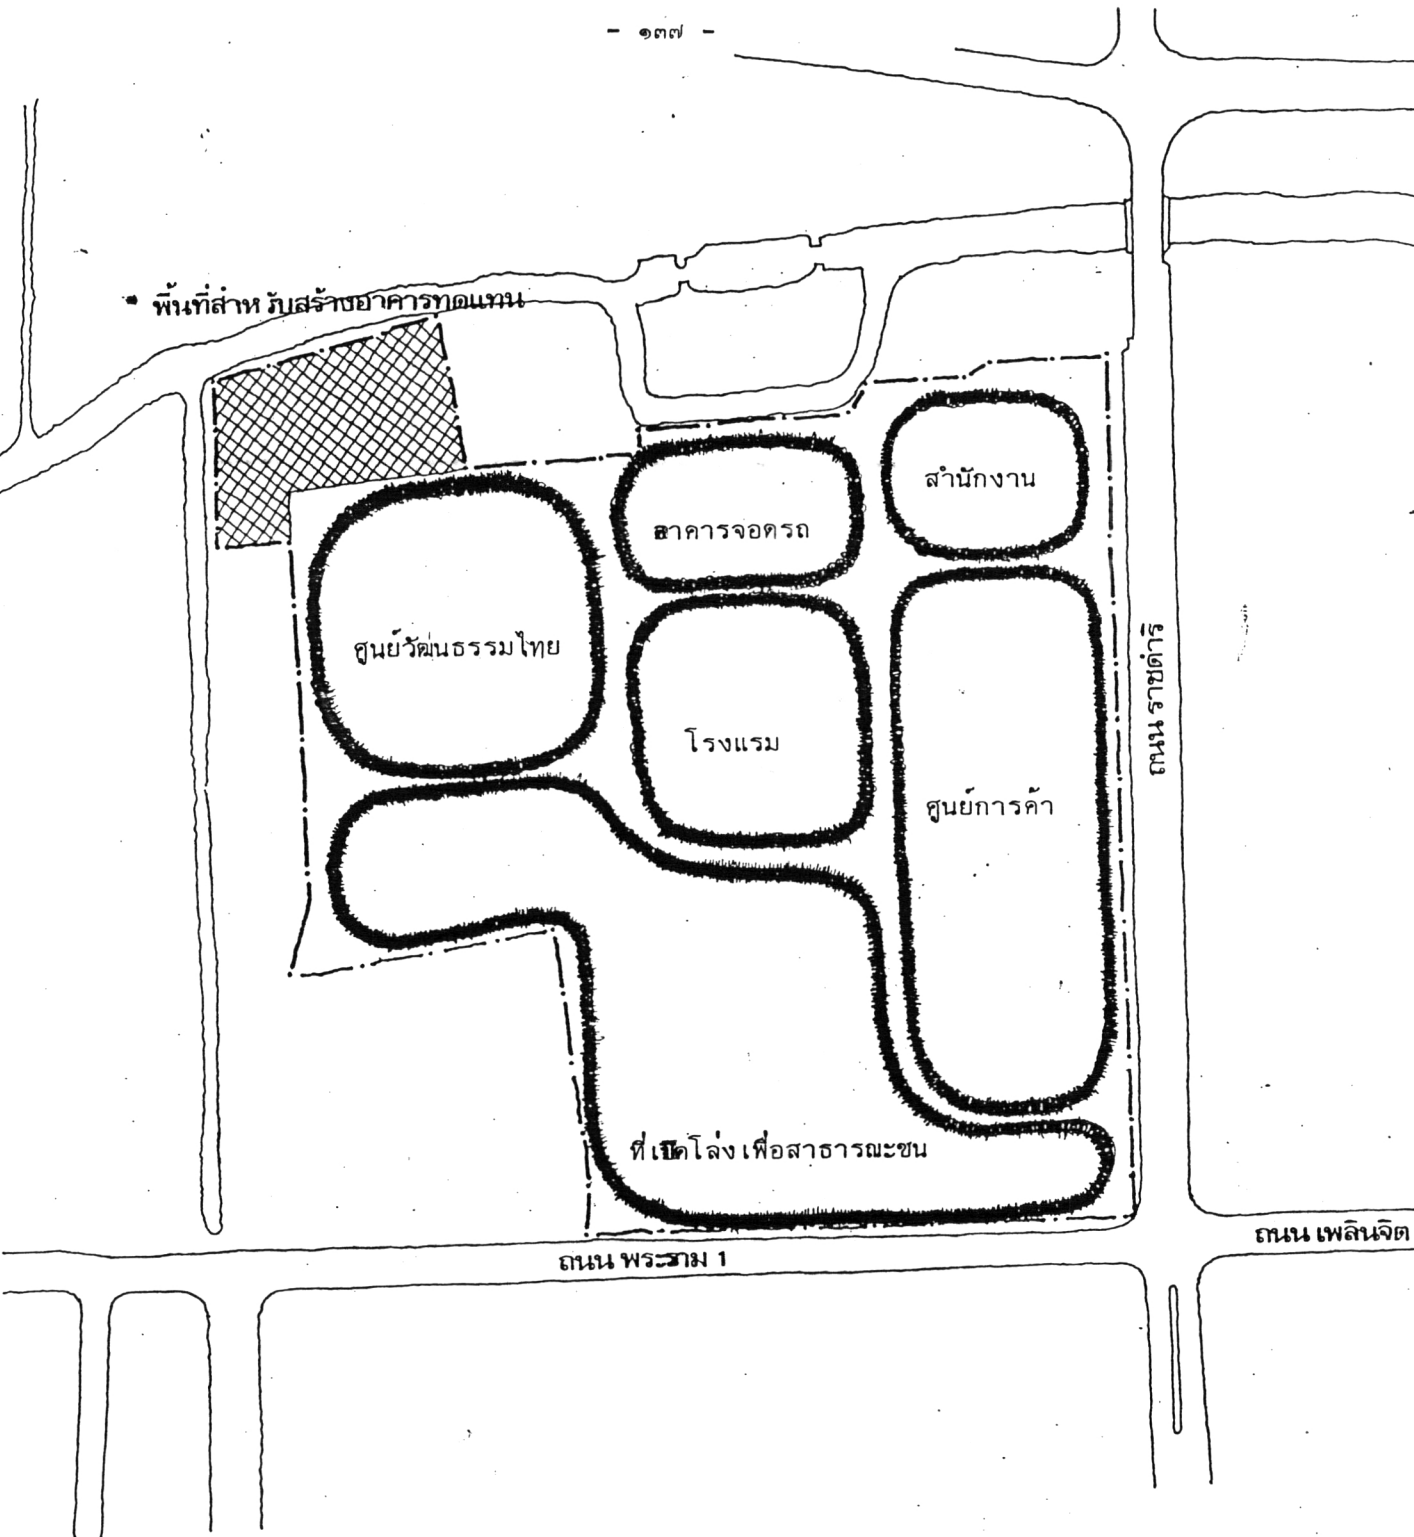 - ๑๓๗ -
* พื้นที่สำหรับสร้างอาคารทดแทน
สำนักงาน
อาคารจอดรถ
ศูนย์วัฒนธรรมไทย
ถนน ราชดำริ
โรงแรม
ศูนย์การค้า
ที่เปิดโล่งเพื่อสาธารณะชน
ถนน เพลินจิต
ถนน พระราม 1